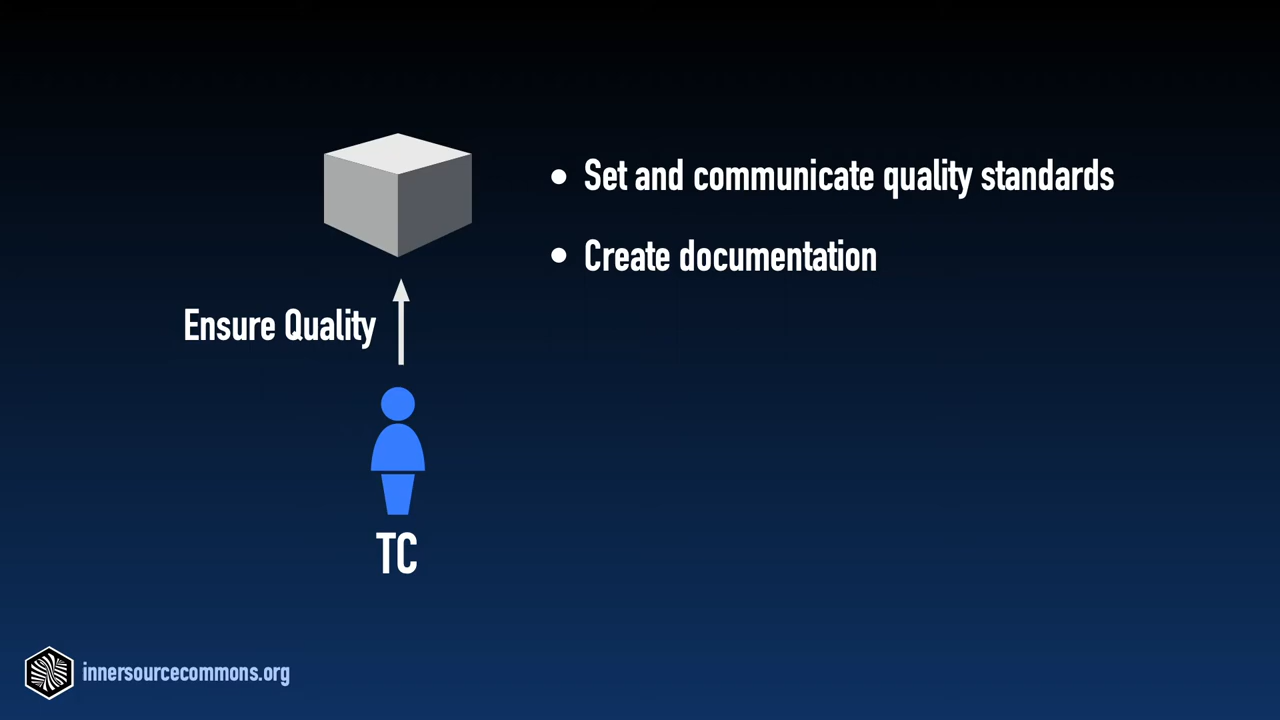 Set and communicate quality standards
Create documentation
Ensure Quality
TC
innersourcecommons.org